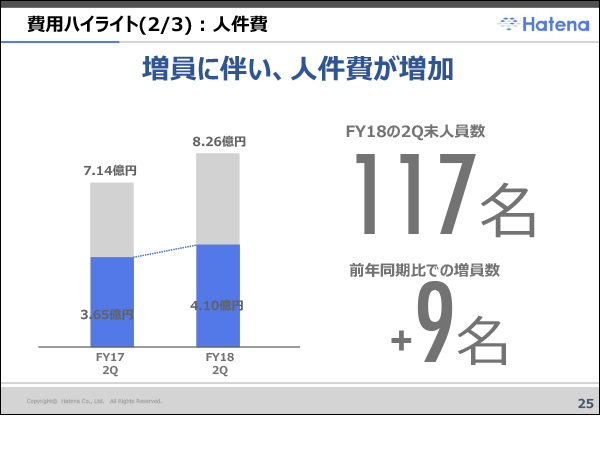 費用ハイライト(2/3)：人件費
Hatena
増員に伴い、人件費が増加
8.26億円
7.14億円
3.65億円
4.10億円
FY17
2Q
FY18
2Q
FY18の2Q末人員数
117名
前年同期比での増員数
+9名
Copyright© Hatena Co., Ltd. All Rights Reserved.
25